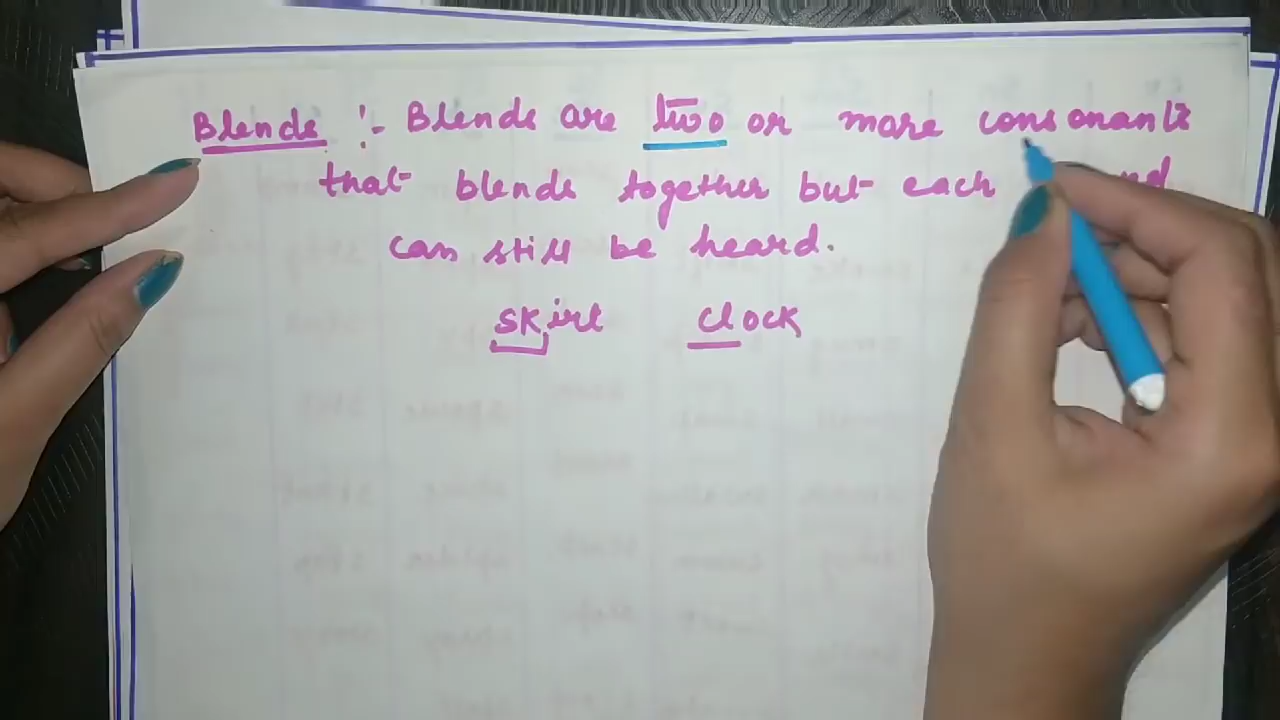 Blends :- Blends are two or more consonants
that blends together but each
can still be heard.
skirt clock